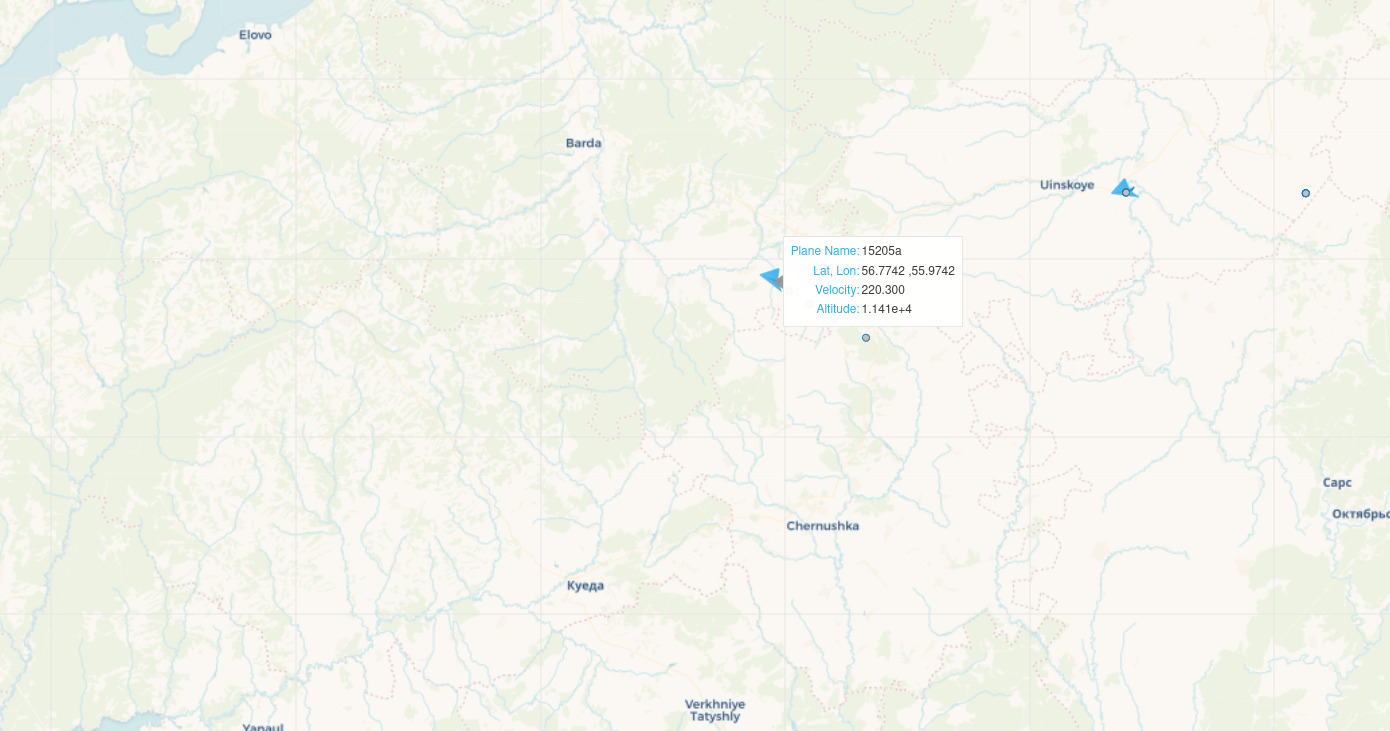 Elovo
Barda
Uinskoye
Plane Name: 15205a
Lat, Lon: 56.7742 ,55.9742
Velocity: 220.300
Altitude: 1.141e+4
Сарс
Октябрьс
Chernushka
Куеда
Verkhniye
Tatyshly
Yanaul